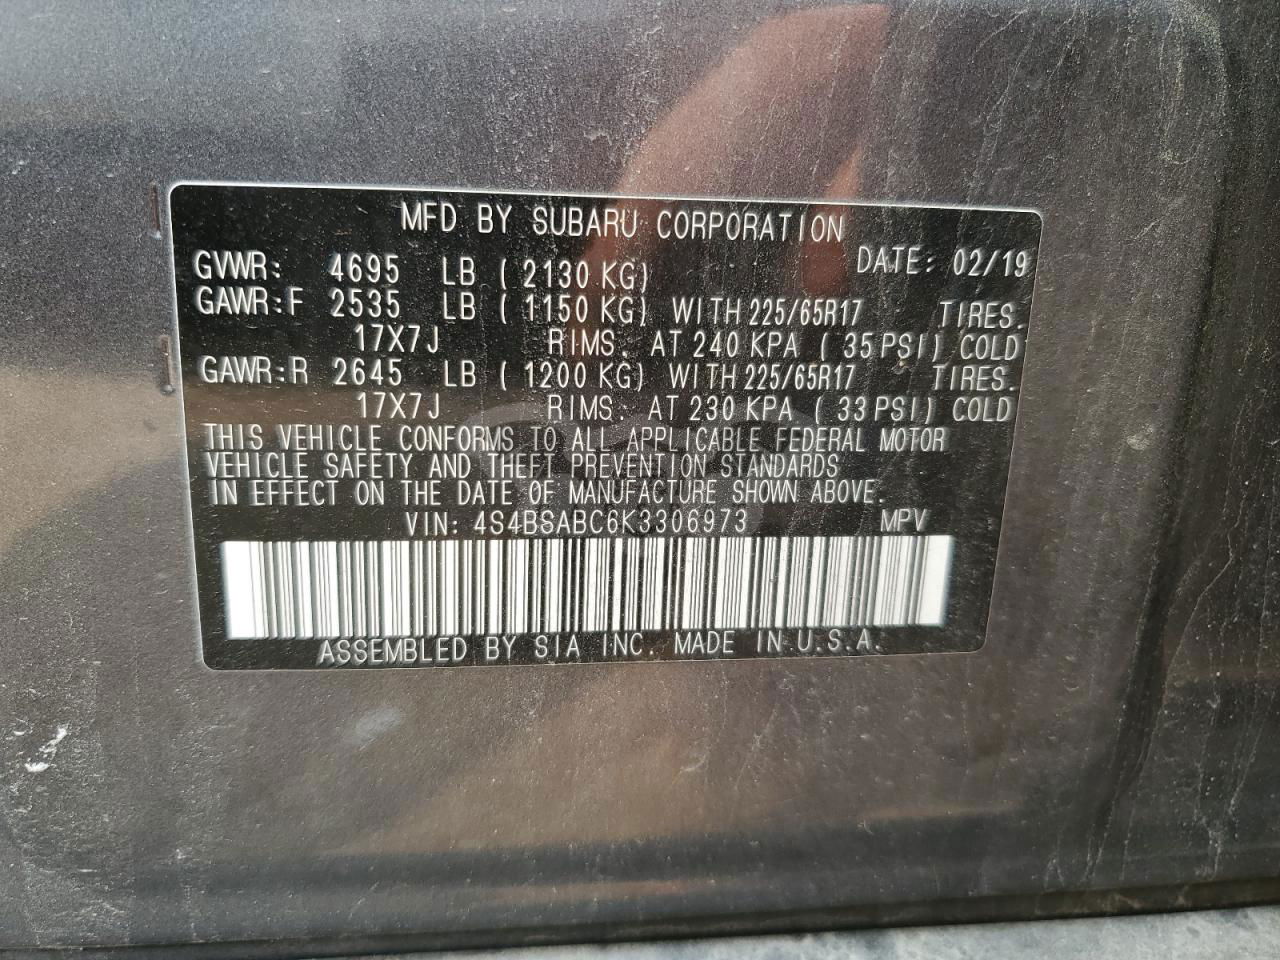 MFD BY SUBARU CORPORATION
GVWR: 4695 LB ( 2130 KG) DATE: 02/19
GAWR:F 2535 LB ( 1150 KG) WITH 225/65R17 TIRES.
17X7J RIMS. AT 240 KPA ( 35 PSI) COLD
GAWR:R 2645 LB ( 1200 KG) WITH 225/65R17 TIRES.
17X7J RIMS. AT 230 KPA ( 33 PSI) COLD
THIS VEHICLE CONFORMS TO ALL APPLICABLE FEDERAL MOTOR
VEHICLE SAFETY AND THEFT PREVENTION STANDARDS
IN EFFECT ON THE DATE OF MANUFACTURE SHOWN ABOVE.
VIN: 4S4BSABC6K3306973 MPV
ASSEMBLED BY SIA INC. MADE IN U.S.A.